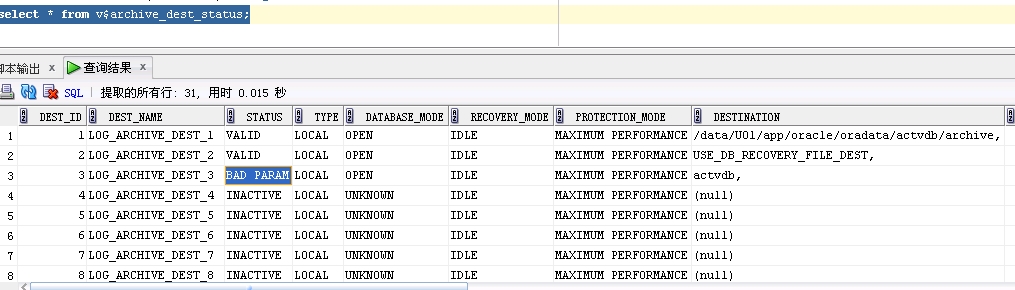 select * from v$archive_dest_status;
脚本输出 x 查询结果 x
SQL | 提取的所有行: 31, 用时 0.015 秒
DEST_ID DEST_NAME STATUS TYPE DATABASE_MODE RECOVERY_MODE PROTECTION_MODE DESTINATION
1 1 LOG_ARCHIVE_DEST_1 VALID LOCAL OPEN IDLE MAXIMUM PERFORMANCE /data/U01/app/oracle/oradata/actvdb/archive,
2 2 LOG_ARCHIVE_DEST_2 VALID LOCAL OPEN IDLE MAXIMUM PERFORMANCE USE_DB_RECOVERY_FILE_DEST,
3 3 LOG_ARCHIVE_DEST_3 BAD PARAM LOCAL OPEN IDLE MAXIMUM PERFORMANCE actvdb,
4 4 LOG_ARCHIVE_DEST_4 INACTIVE LOCAL UNKNOWN IDLE MAXIMUM PERFORMANCE (null)
5 5 LOG_ARCHIVE_DEST_5 INACTIVE LOCAL UNKNOWN IDLE MAXIMUM PERFORMANCE (null)
6 6 LOG_ARCHIVE_DEST_6 INACTIVE LOCAL UNKNOWN IDLE MAXIMUM PERFORMANCE (null)
7 7 LOG_ARCHIVE_DEST_7 INACTIVE LOCAL UNKNOWN IDLE MAXIMUM PERFORMANCE (null)
8 8 LOG_ARCHIVE_DEST_8 INACTIVE LOCAL UNKNOWN IDLE MAXIMUM PERFORMANCE (null)